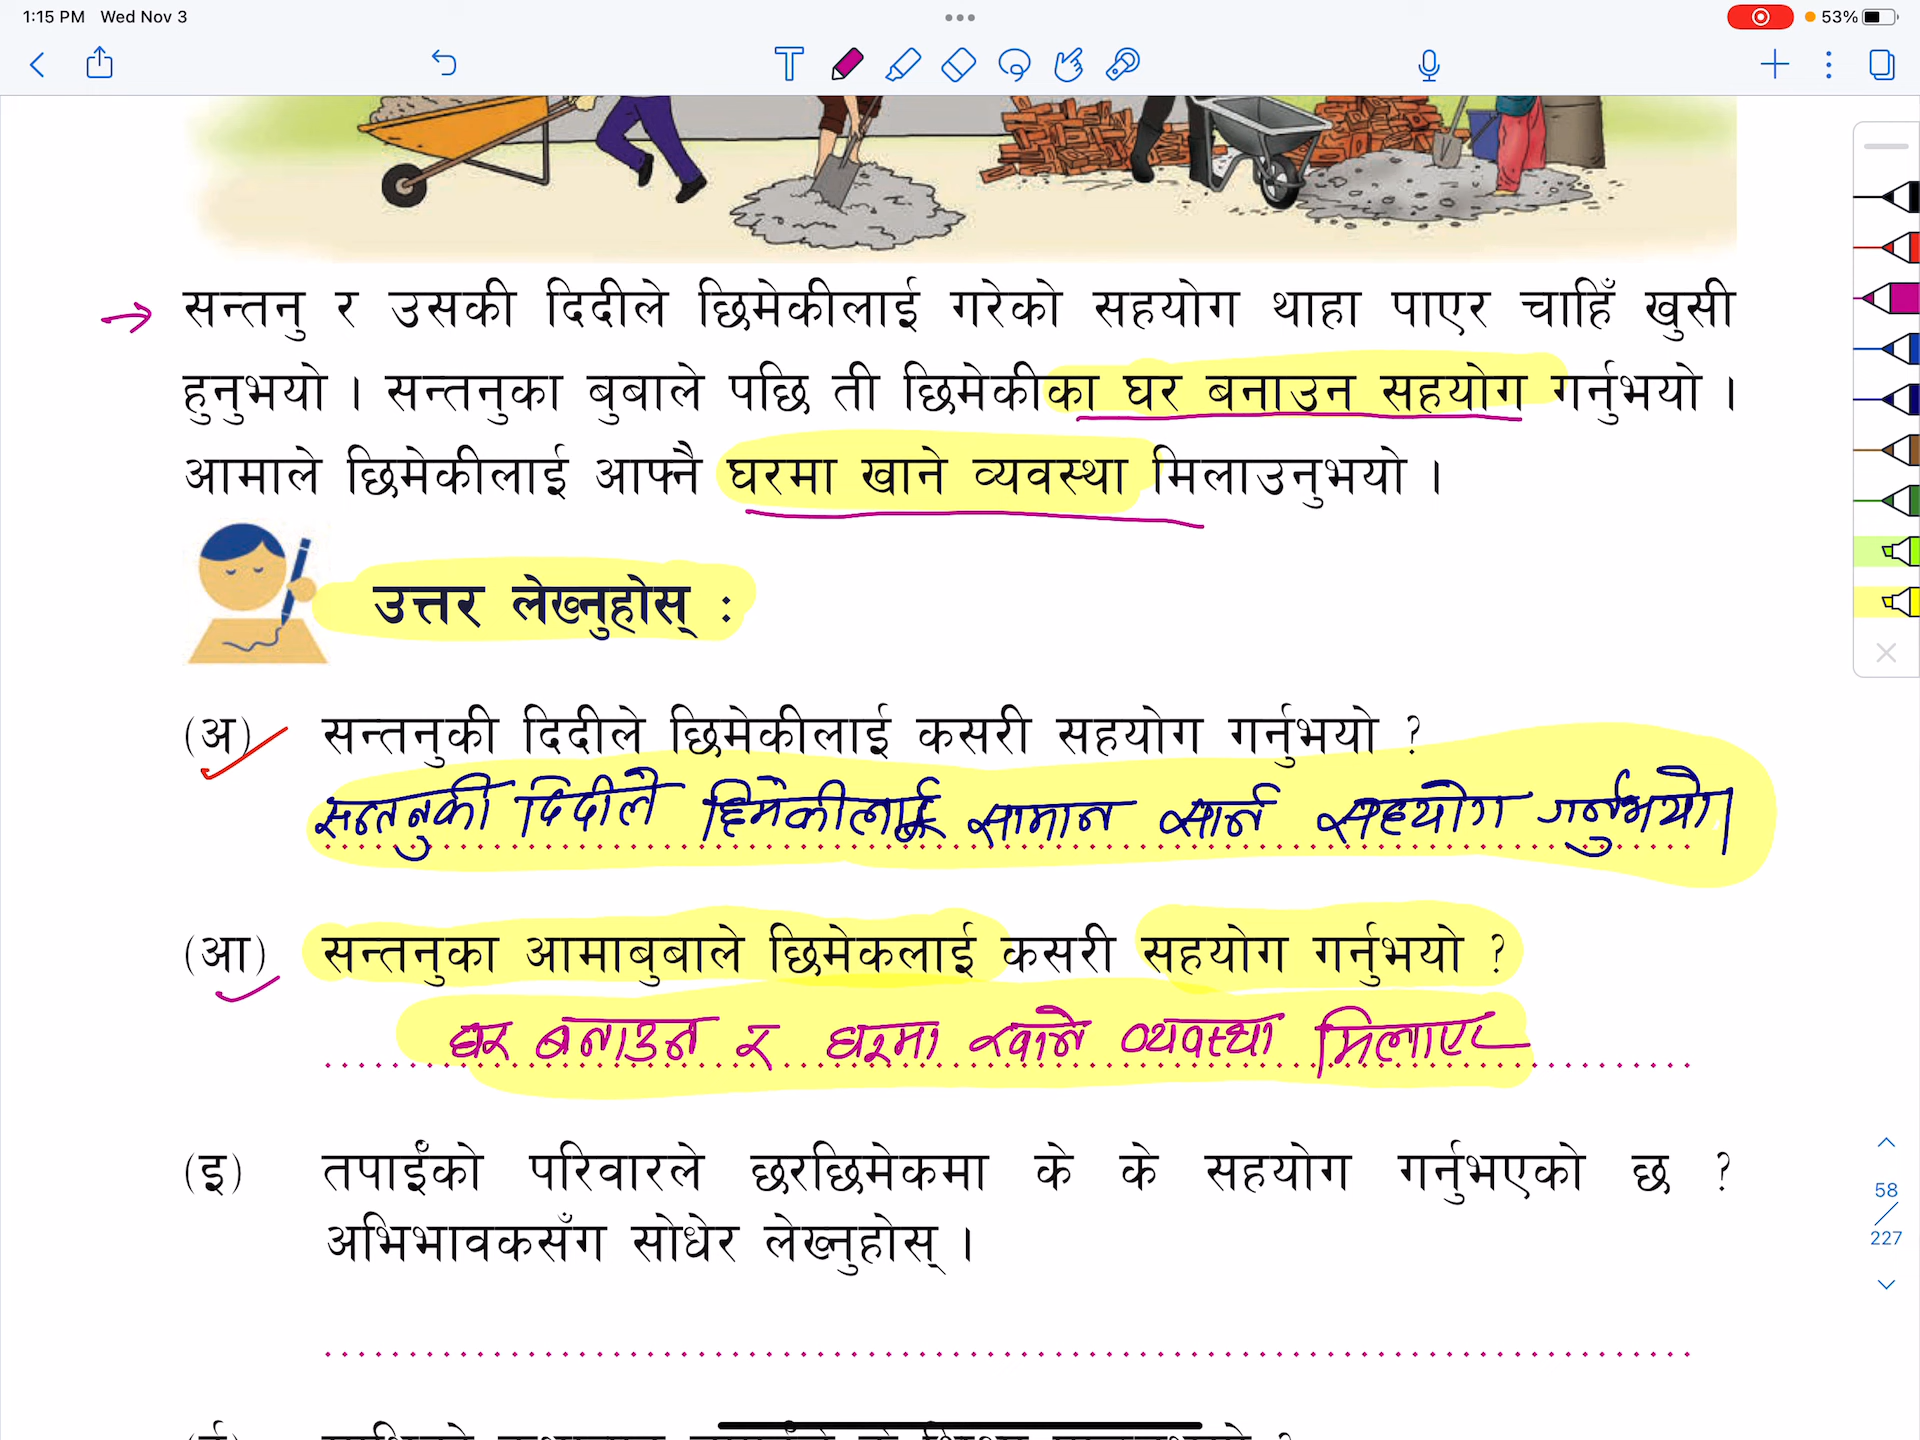 1:15 PM Wed Nov 3
53%
सन्तनु र उसकी दिदीले छिमेकीलाई गरेको सहयोग थाहा पाएर चाहिँ खुसी
हुनुभयो । सन्तनुका बुबाले पछि ती छिमेकीका घर बनाउन सहयोग गर्नुभयो ।
आमाले छिमेकीलाई आफ्नै घरमा खाने व्यवस्था मिलाउनुभयो ।
उत्तर लेख्नुहोस् :
(अ) सन्तनुकी दिदीले छिमेकीलाई कसरी सहयोग गर्नुभयो ?
सन्तनुकी दिदीले छिमेकीलाई सामान सार्न सहयोग गर्नुभयो।
(आ) सन्तनुका आमाबुबाले छिमेकलाई कसरी सहयोग गर्नुभयो ?
घर बनाउन र घरमा खाने व्यवस्था मिलाएर
(इ) तपाईंको परिवारले छरछिमेकमा के के सहयोग गर्नुभएको छ ?
अभिभावकसँग सोधेर लेख्नुहोस् ।
58
227